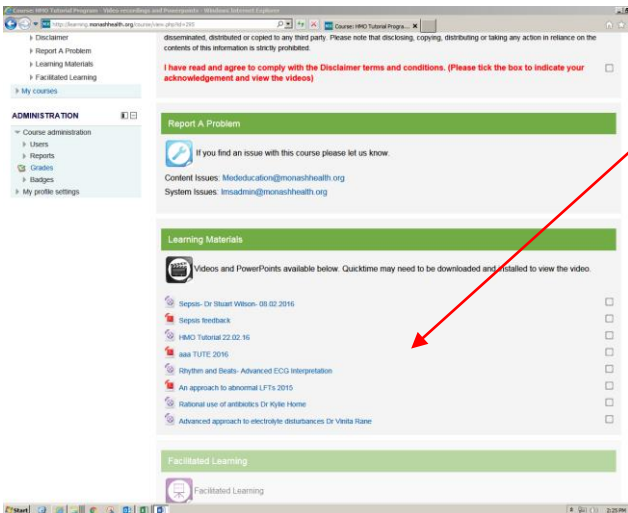 Course: HMO Tutorial Program - Video recordings and Powerpoints - Windows Internet Explorer
http://learning.monashhealth.org/course/view.php?id=265
Course: HMO Tutorial Progra...
Disclaimer
Report A Problem
Learning Materials
Facilitated Learning
My courses
ADMINISTRATION
Course administration
Users
Reports
Grades
Badges
My profile settings
disseminated, distributed or copied to any third party. Please note that disclosing, copying, distributing or taking any action in reliance on the
contents of this information is strictly prohibited.
I have read and agree to comply with the Disclaimer terms and conditions. (Please tick the box to indicate your
acknowledgement and view the videos)
Report A Problem
If you find an issue with this course please let us know.
Content Issues: Mededucation@monashhealth.org
System Issues: lmsadmin@monashhealth.org
Learning Materials
Videos and PowerPoints available below. Quicktime may need to be downloaded and installed to view the video.
Sepsis- Dr Stuart Wilson- 08.02.2016
Sepsis feedback
HMO Tutorial 22.02.16
aaa TUTE 2016
Rhythm and Beats- Advanced ECG Interpretation
An approach to abnormal LFTs 2015
Rational use of antibiotics Dr Kylie Horne
Advanced approach to electrolyte disturbances Dr Vinita Rane
Facilitated Learning
Facilitated Learning
Start
2:25 PM